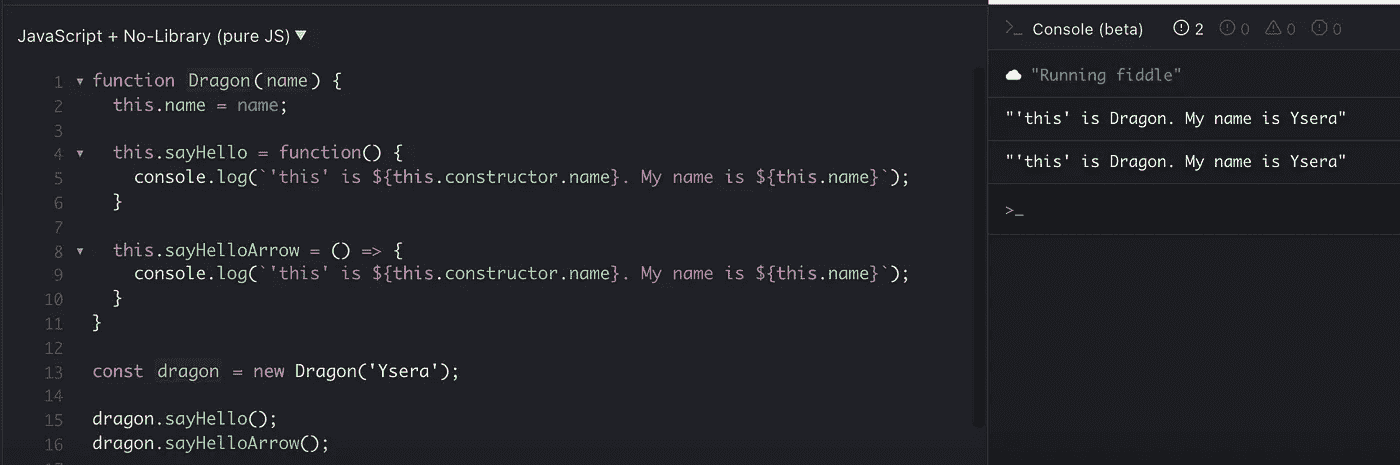 JavaScript + No-Library (pure JS) ▼
1 ▾ function Dragon(name) {
2 this.name = name;
3
4 ▾ this.sayHello = function() {
5 console.log(`'this' is ${this.constructor.name}. My name is ${this.name}`);
6 }
7
8 ▾ this.sayHelloArrow = () => {
9 console.log(`'this' is ${this.constructor.name}. My name is ${this.name}`);
10 }
11 }
12
13 const dragon = new Dragon('Ysera');
14
15 dragon.sayHello();
16 dragon.sayHelloArrow();
>_ Console (beta) 2 0 0 0
"Running fiddle"
"'this' is Dragon. My name is Ysera"
"'this' is Dragon. My name is Ysera"
>_